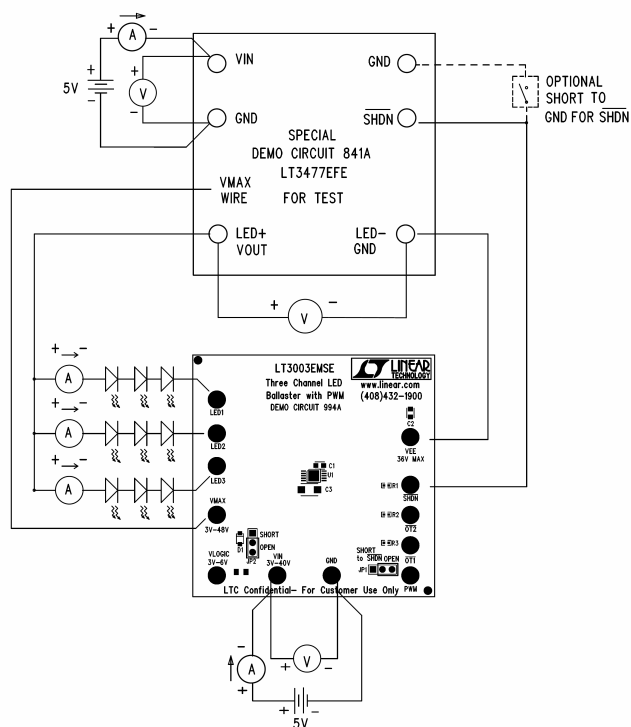 + A -
VIN
GND
5V
+
-
+
V
-
OPTIONAL
SHORT TO
GND FOR SHDN
GND
SHDN
SPECIAL
DEMO CIRCUIT 841A
LT3477EFE
FOR TEST
VMAX
WIRE
LED+
VOUT
LED-
GND
+ V -
LT3003EMSE
Three Channel LED
Ballaster with PWM
DEMO CIRCUIT 994A
LT LINEAR
TECHNOLOGY
www.linear.com
(408)432-1900
+ -
A
LED1
+ -
A
LED2
+ -
A
LED3
C2
VEE
36V MAX
C1
U1
C3
R1
SHDN
R2
OT2
R3
OT1
VMAX
3V-48V
SHORT
OPEN
D1
JP2
VLOGIC
3V-6V
VIN
3V-40V
GND
SHORT
to SHDN OPEN
JP1
PWM
LTC Confidential- For Customer Use Only
-
A
+
+ V -
+ -
5V